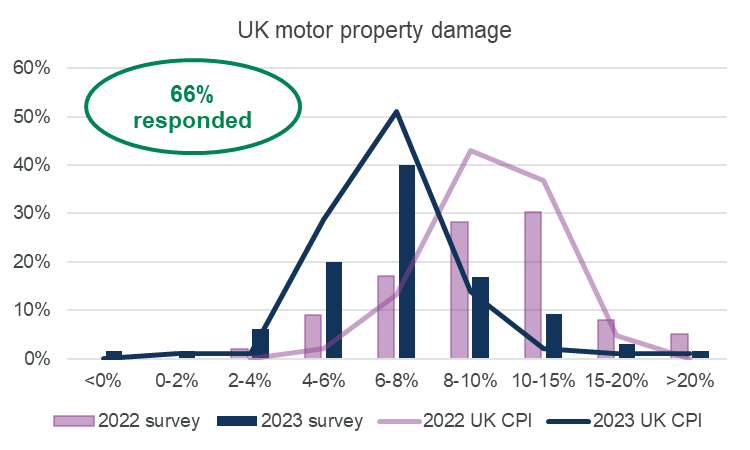 UK motor property damage
60%
50%
40%
30%
20%
10%
0%
66%
responded
<0% 0-2% 2-4% 4-6% 6-8% 8-10% 10-15% 15-20% >20%
2022 survey 2023 survey 2022 UK CPI 2023 UK CPI